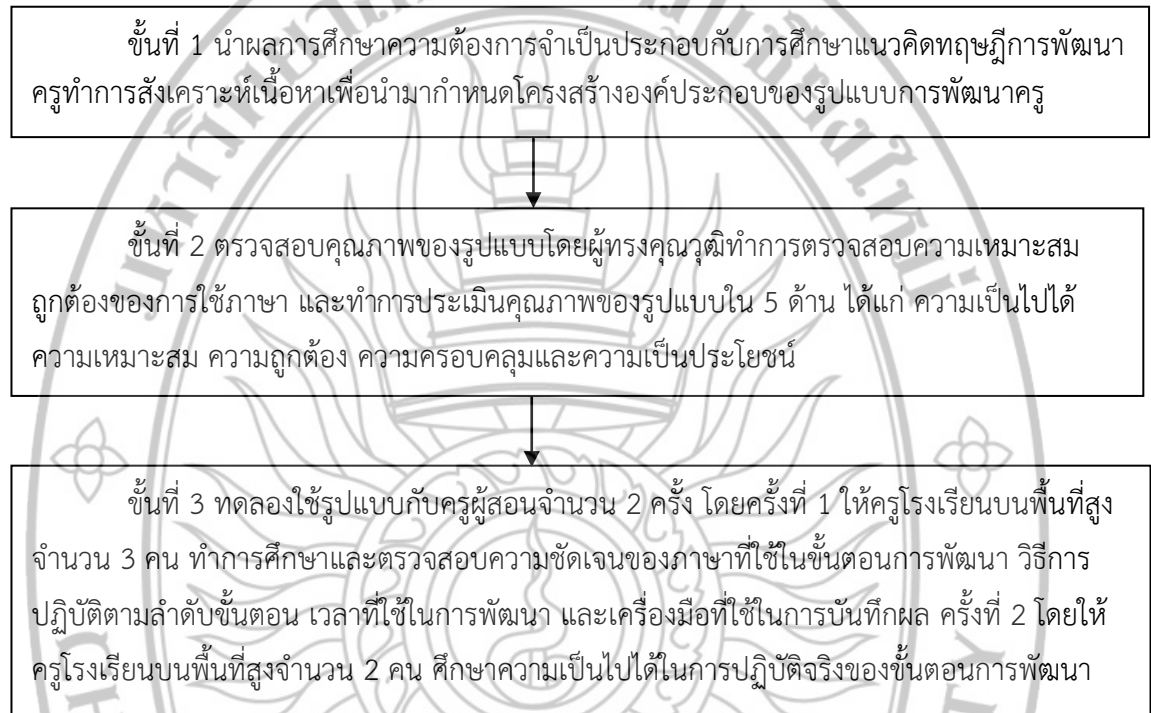 ขั้นที่ 1 นำผลการศึกษาความต้องการจำเป็นประกอบกับการศึกษาแนวคิดทฤษฎีการพัฒนา
ครูทำการสังเคราะห์เนื้อหาเพื่อนำมากำหนดโครงสร้างองค์ประกอบของรูปแบบการพัฒนาครู
ขั้นที่ 2 ตรวจสอบคุณภาพของรูปแบบโดยผู้ทรงคุณวุฒิทำการตรวจสอบความเหมาะสม
ถูกต้องของการใช้ภาษา และทำการประเมินคุณภาพของรูปแบบใน 5 ด้าน ได้แก่ ความเป็นไปได้
ความเหมาะสม ความถูกต้อง ความครอบคลุมและความเป็นประโยชน์
ขั้นที่ 3 ทดลองใช้รูปแบบกับครูผู้สอนจำนวน 2 ครั้ง โดยครั้งที่ 1 ให้ครูโรงเรียนบนพื้นที่สูง
จำนวน 3 คน ทำการศึกษาและตรวจสอบความชัดเจนของภาษาที่ใช้ในขั้นตอนการพัฒนา วิธีการ
ปฏิบัติตามลำดับขั้นตอน เวลาที่ใช้ในการพัฒนา และเครื่องมือที่ใช้ในการบันทึกผล ครั้งที่ 2 โดยให้
ครูโรงเรียนบนพื้นที่สูงจำนวน 2 คน ศึกษาความเป็นไปได้ในการปฏิบัติจริงของขั้นตอนการพัฒนา